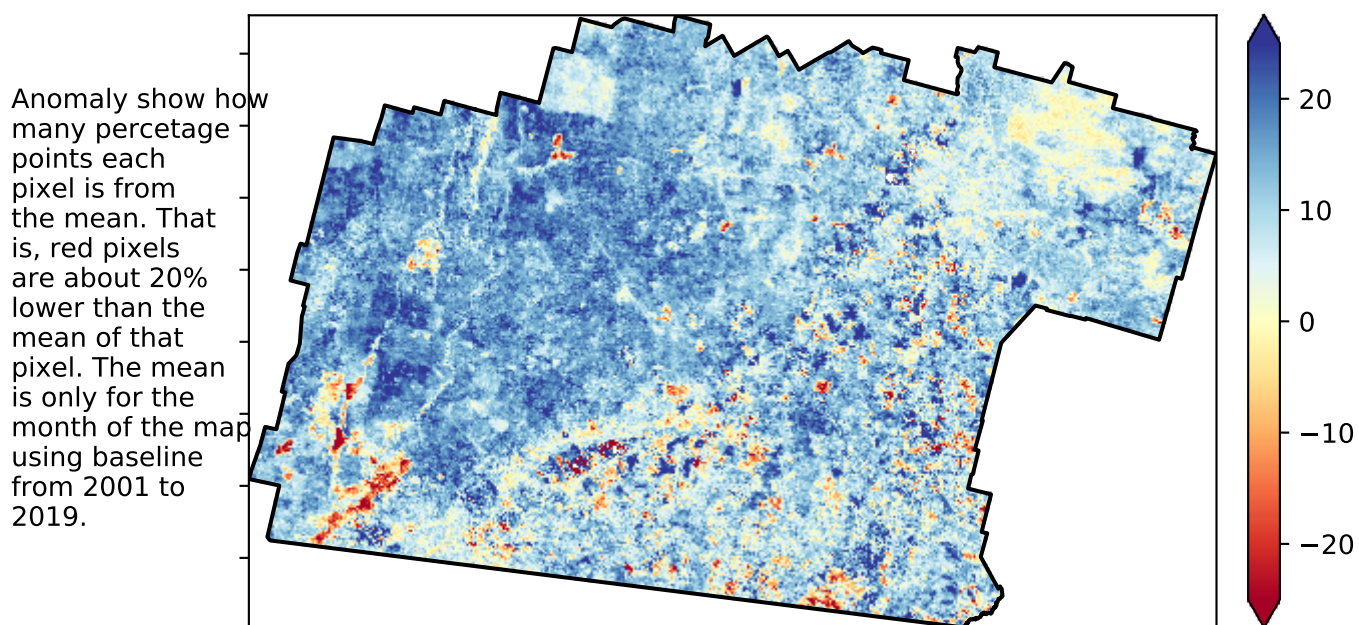 Anomaly show how
many percetage
points each
pixel is from
the mean. That
is, red pixels
are about 20%
lower than the
mean of that
pixel. The mean
is only for the
month of the map
using baseline
from 2001 to
2019.
20
10
0
−10
−20